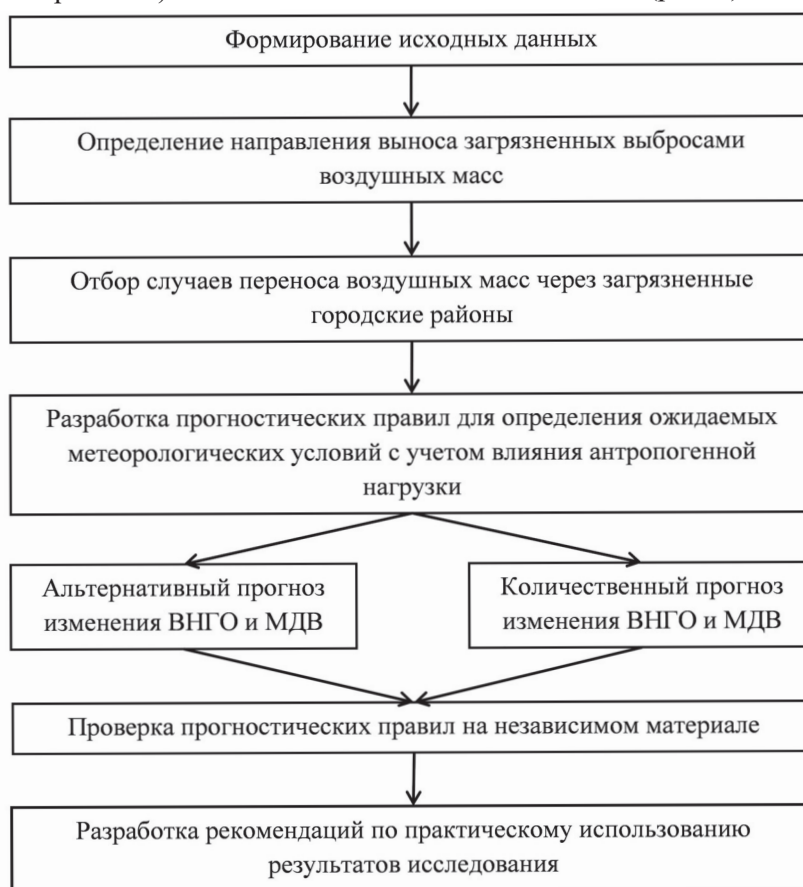 Формирование исходных данных
Определение направления выноса загрязненных выбросами
воздушных масс
Отбор случаев переноса воздушных масс через загрязненные
городские районы
Разработка прогностических правил для определения ожидаемых
метеорологических условий с учетом влияния антропогенной
нагрузки
Альтернативный прогноз
изменения ВНГО и МДВ
Количественный прогноз
изменения ВНГО и МДВ
Проверка прогностических правил на независимом материале
Разработка рекомендаций по практическому использованию
результатов исследования